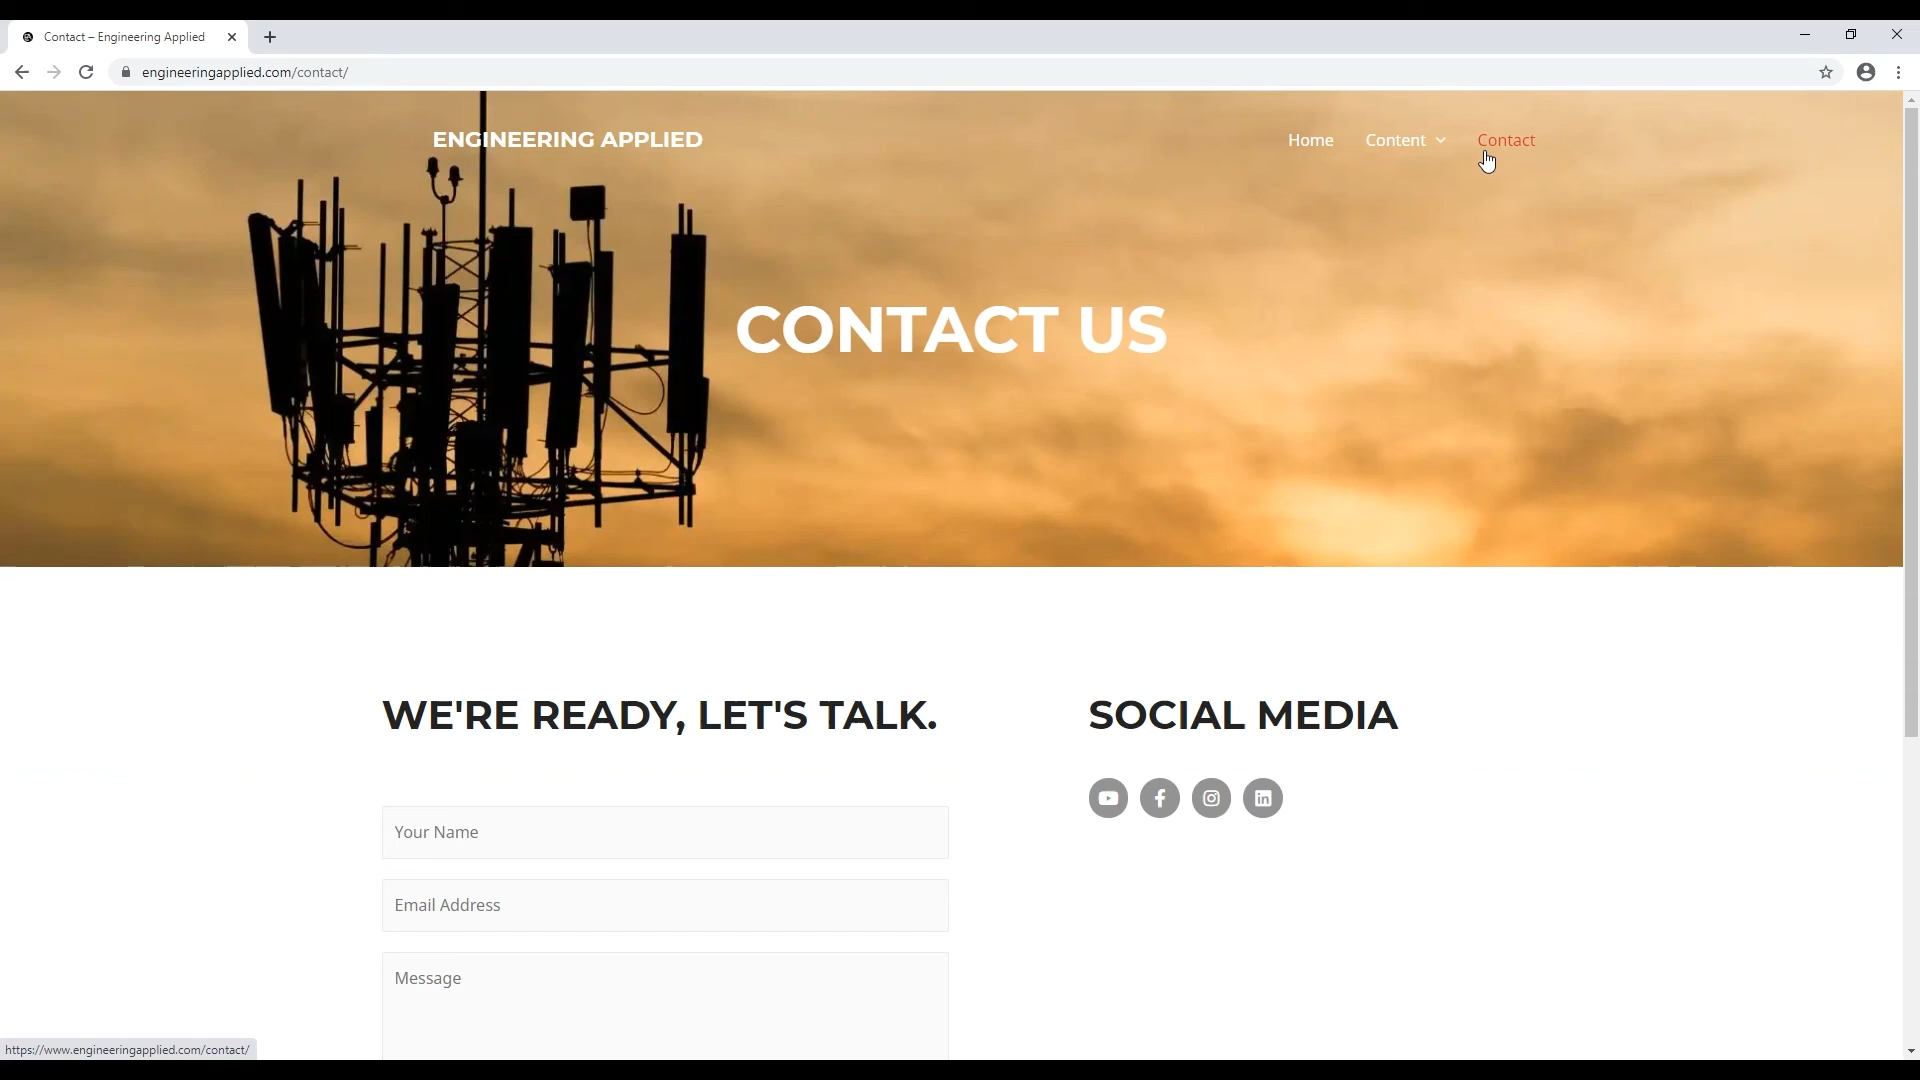 Contact – Engineering Applied
engineeringapplied.com/contact/
ENGINEERING APPLIED
Home Content Contact
CONTACT US
WE'RE READY, LET'S TALK.
SOCIAL MEDIA
Your Name
Email Address
Message
https://www.engineeringapplied.com/contact/